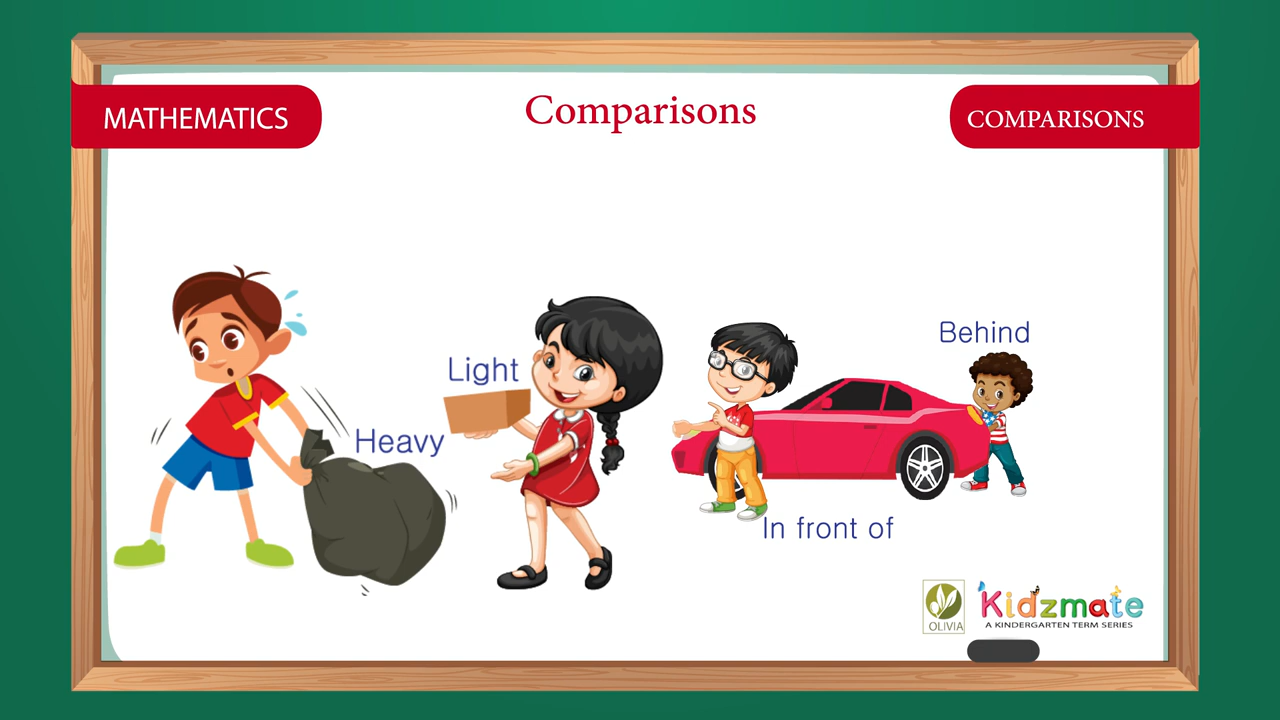 MATHEMATICS
Comparisons
COMPARISONS
Heavy
Light
In front of
Behind
OLIVIA
Kidzmate
A KINDERGARTEN TERM SERIES